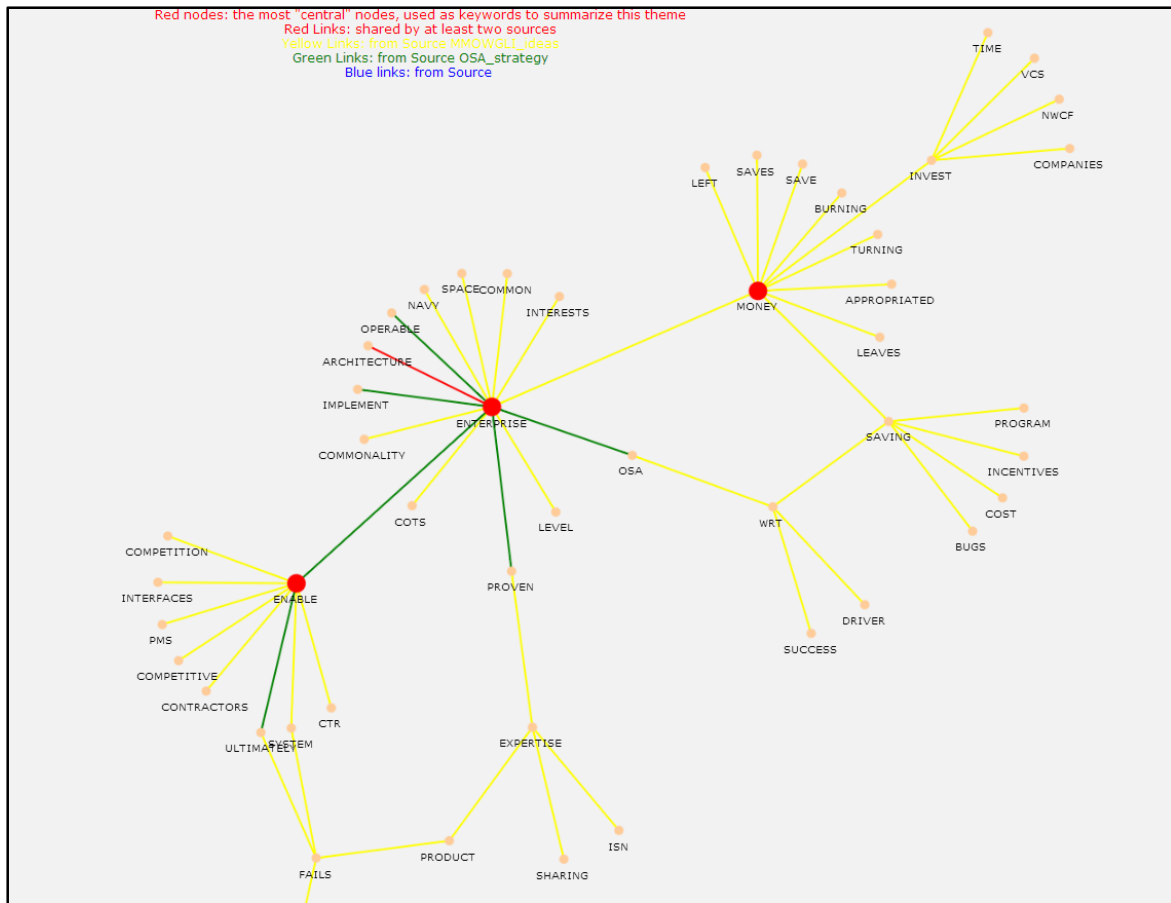 Red nodes: the most "central" nodes, used as keywords to summarize this theme
Red Links: shared by at least two sources
Yellow Links: from Source MMOWGLI_ideas
Green Links: from Source OSA_strategy
Blue links: from Source
TIME
VCS
NWCF
COMPANIES
INVEST
LEFT
SAVES
SAVE
BURNING
TURNING
APPROPRIATED
MONEY
LEAVES
NAVY
SPACE
COMMON
INTERESTS
OPERABLE
ARCHITECTURE
IMPLEMENT
ENTERPRISE
COMMONALITY
COTS
LEVEL
OSA
PROGRAM
SAVING
INCENTIVES
COST
BUGS
WRT
DRIVER
SUCCESS
PROVEN
COMPETITION
INTERFACES
ENABLE
PMS
COMPETITIVE
CONTRACTORS
CTR
ULTIMATELY
SYSTEM
EXPERTISE
FAILS
PRODUCT
SHARING
ISN